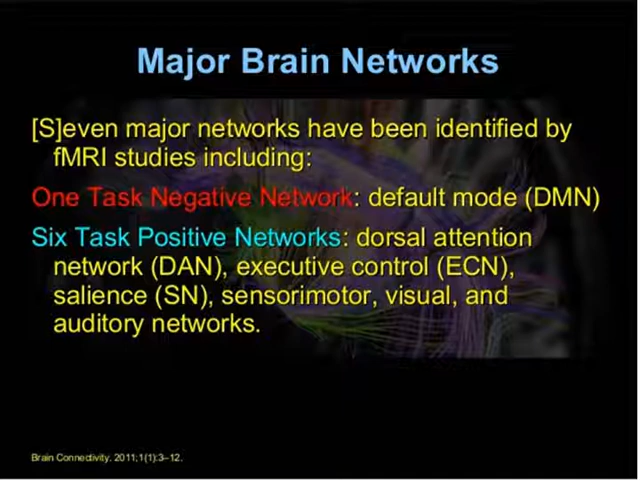 Major Brain Networks
[S]even major networks have been identified by
fMRI studies including:
One Task Negative Network: default mode (DMN)
Six Task Positive Networks: dorsal attention
network (DAN), executive control (ECN),
salience (SN), sensorimotor, visual, and
auditory networks.
Brain Connectivity. 2011;1(1):3–12.